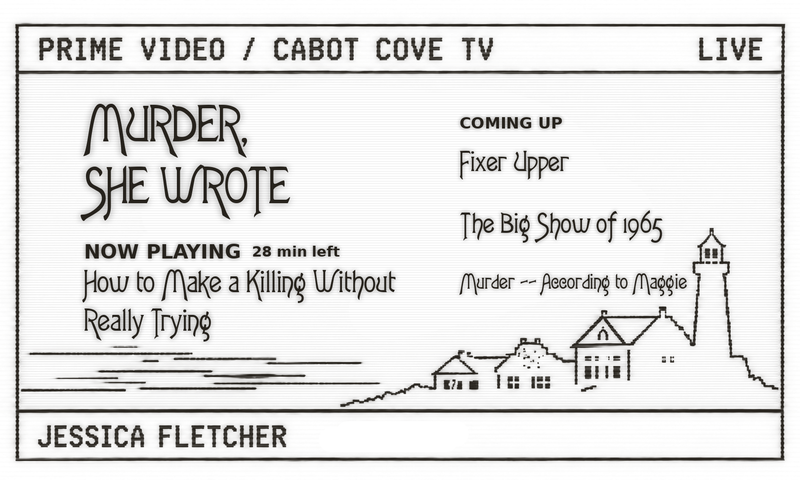 PRIME VIDEO / CABOT COVE TV
LIVE
MURDER,
SHE WROTE
NOW PLAYING 28 min left
How to Make a Killing Without
Really Trying
COMING UP
Fixer Upper
The Big Show of 1965
Murder -- According to Maggie
JESSICA FLETCHER